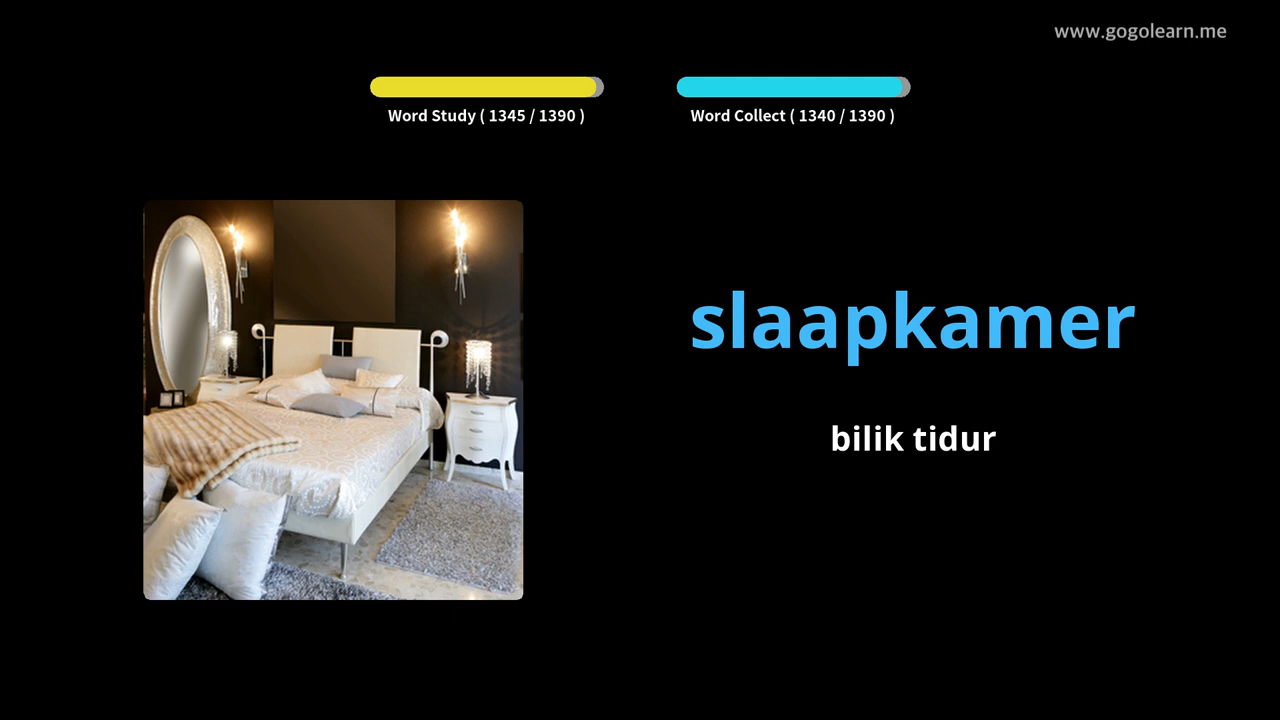 www.gogolearn.me
Word Study ( 1345 / 1390 )
Word Collect ( 1340 / 1390 )
slaapkamer
bilik tidur